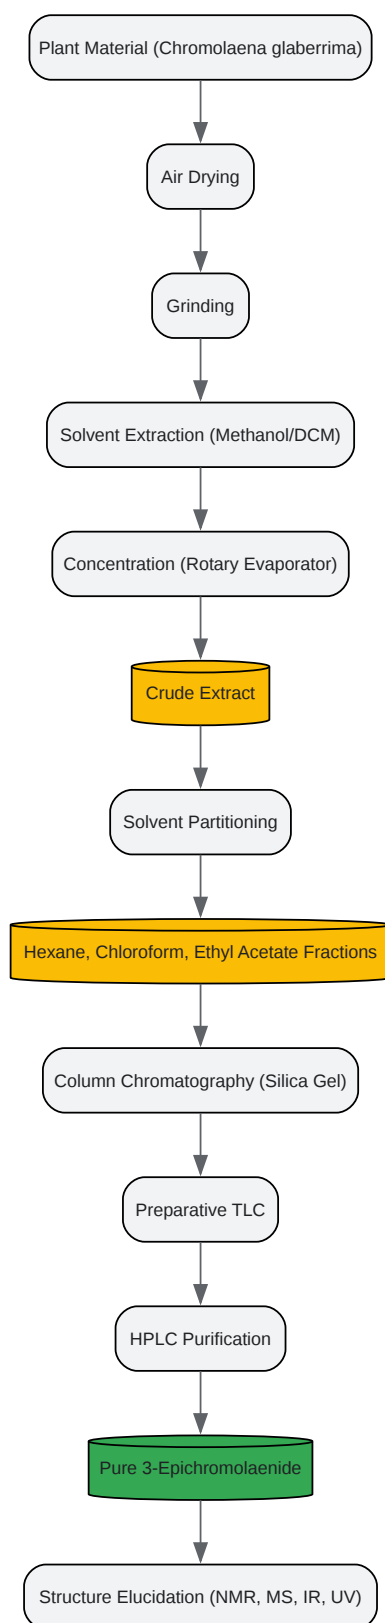 Plant Material (Chromolaena glaberrima)
Air Drying
Grinding
Solvent Extraction (Methanol/DCM)
Concentration (Rotary Evaporator)
Crude Extract
Solvent Partitioning
Hexane, Chloroform, Ethyl Acetate Fractions
Column Chromatography (Silica Gel)
Preparative TLC
HPLC Purification
Pure 3-Epichromolaenide
Structure Elucidation (NMR, MS, IR, UV)